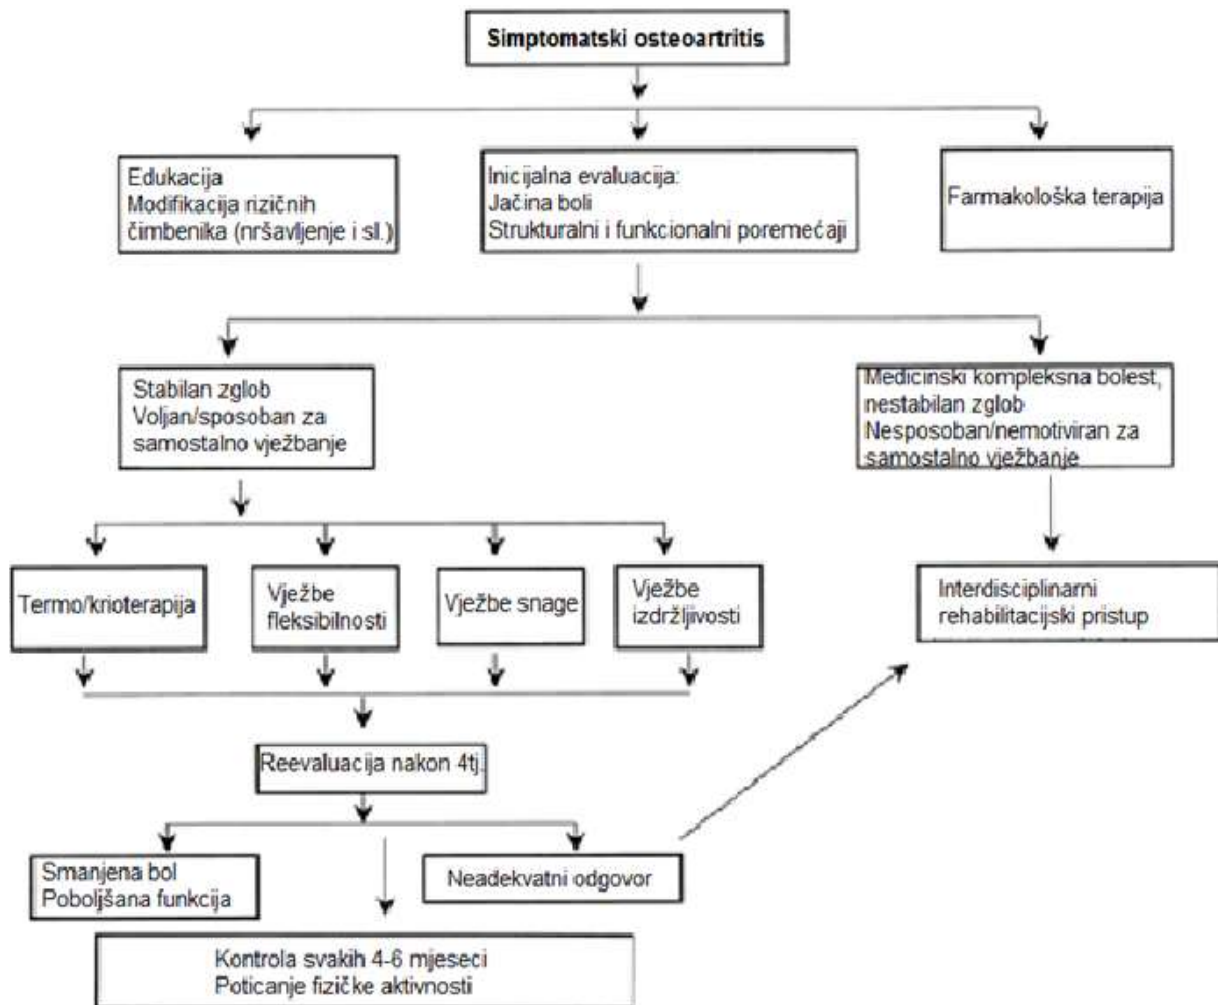 Simptomatski osteoartritis
Edukacija
Modifikacija rizičnih
čimbenika (nršavljenje i sl.)
Inicijalna evaluacija:
Jačina boli
Strukturalni i funkcionalni poremećaji
Farmakološka terapija
Stabilan zglob
Voljan/sposoban za
samostalno vježbanje
Medicinski kompleksna bolest,
nestabilan zglob
Nesposoban/nemotiviran za
samostalno vježbanje
Termo/krioterapija
Vježbe
fleksibilnosti
Vježbe snage
Vježbe
izdržljivosti
Interdisciplinarni
rehabilitacijski pristup
Reevaluacija nakon 4tj.
Smanjena bol
Poboljšana funkcija
Neadekvatni odgovor
Kontrola svakih 4-6 mjeseci
Poticanje fizičke aktivnosti